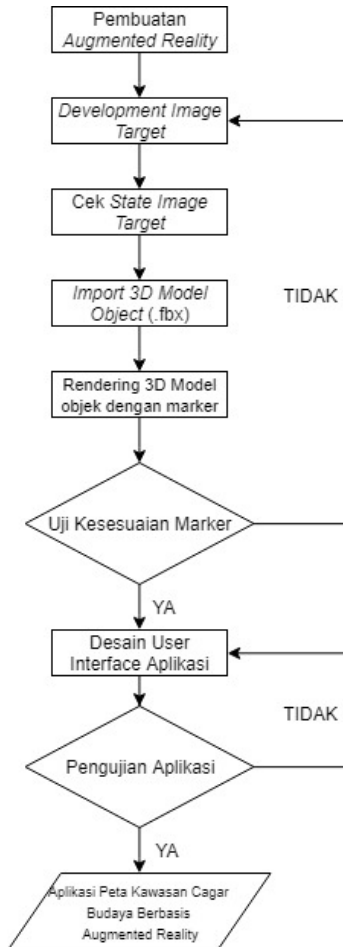 Pembuatan
Augmented Reality
Development Image
Target
Cek State Image
Target
Import 3D Model
Object (.fbx)
TIDAK
Rendering 3D Model
objek dengan marker
Uji Kesesuaian Marker
YA
Desain User
Interface Aplikasi
TIDAK
Pengujian Aplikasi
YA
Aplikasi Peta Kawasan Cagar
Budaya Berbasis
Augmented Reality